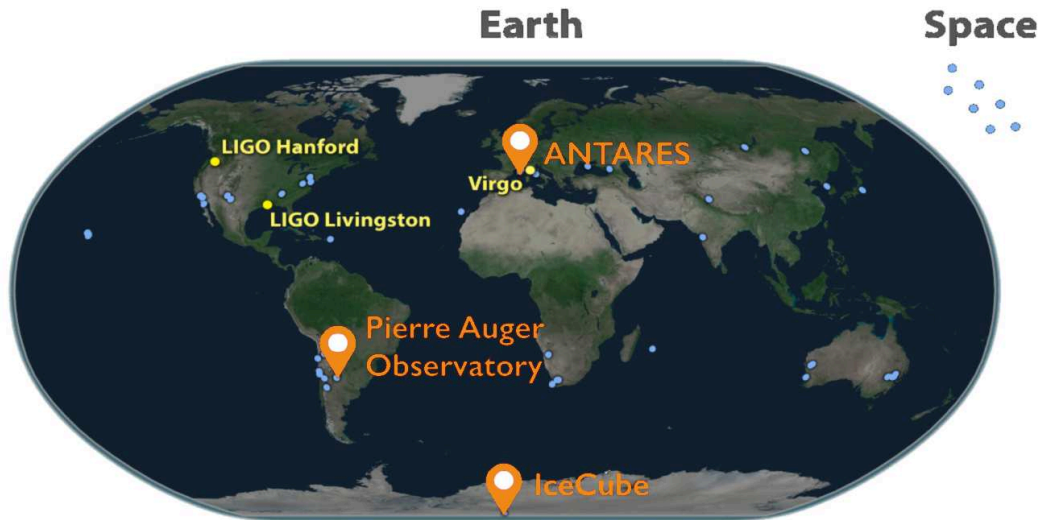 Earth
Space
LIGO Hanford
ANTARES
Virgo
LIGO Livingston
Pierre Auger
Observatory
IceCube